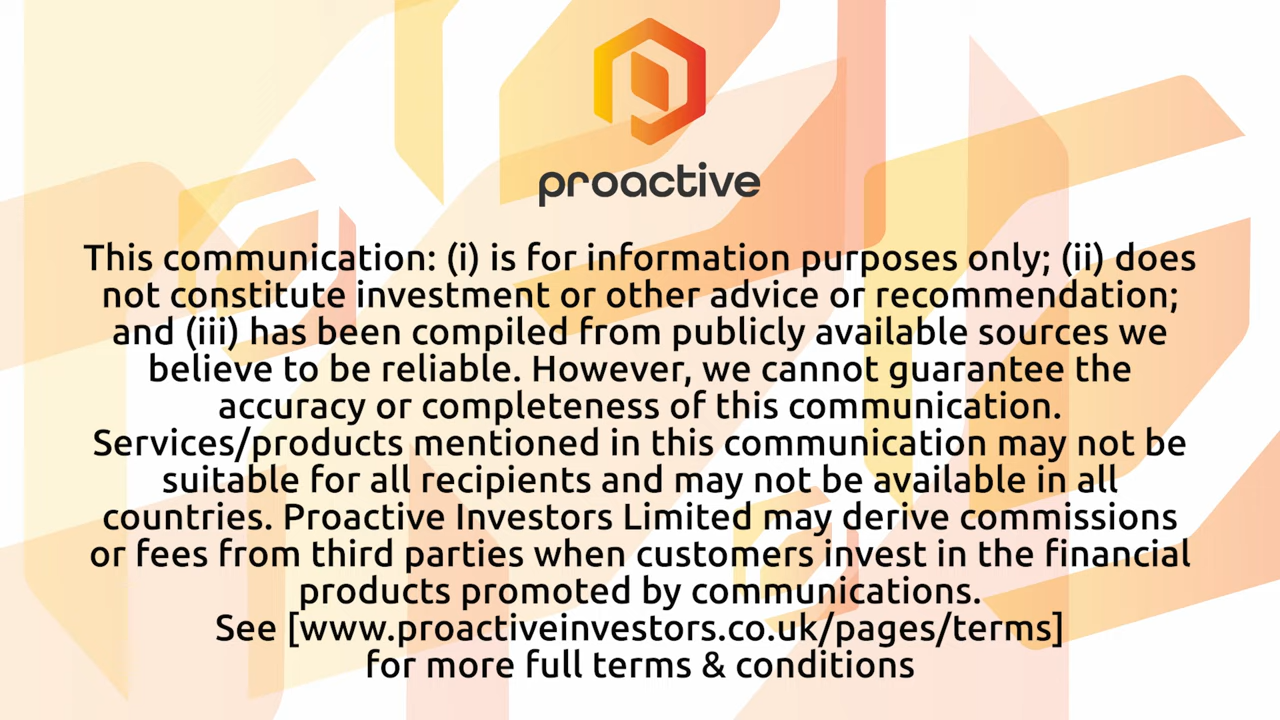 proactive
This communication: (i) is for information purposes only; (ii) does
not constitute investment or other advice or recommendation;
and (iii) has been compiled from publicly available sources we
believe to be reliable. However, we cannot guarantee the
accuracy or completeness of this communication.
Services/products mentioned in this communication may not be
suitable for all recipients and may not be available in all
countries. Proactive Investors Limited may derive commissions
or fees from third parties when customers invest in the financial
products promoted by communications.
See [www.proactiveinvestors.co.uk/pages/terms]
for more full terms & conditions